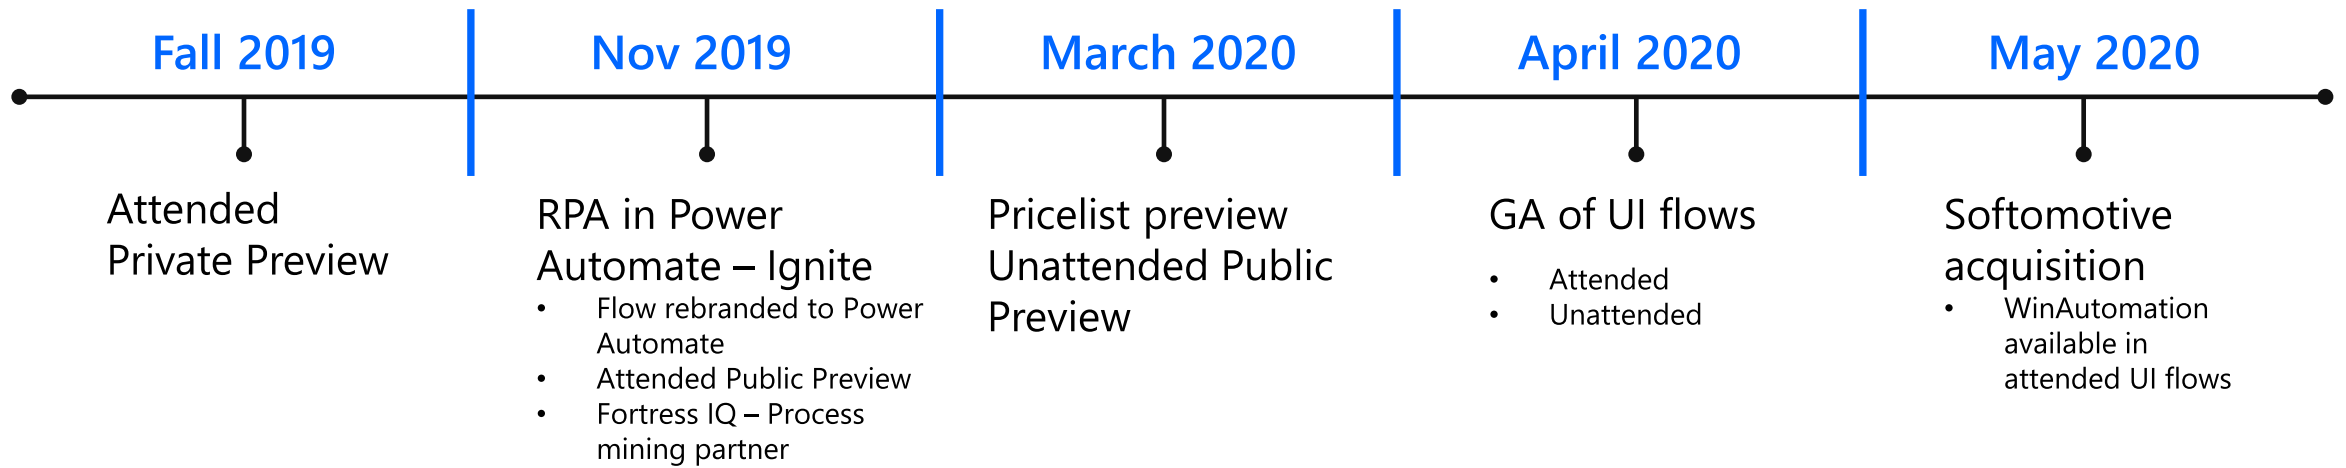 Fall 2019
Nov 2019
March 2020
April 2020
May 2020
Attended
Private Preview
RPA in Power
Automate – Ignite
• Flow rebranded to Power
Automate
• Attended Public Preview
• Fortress IQ – Process
mining partner
Pricelist preview
Unattended Public
Preview
GA of UI flows
• Attended
• Unattended
Softomotive
acquisition
• WinAutomation
available in
attended UI flows